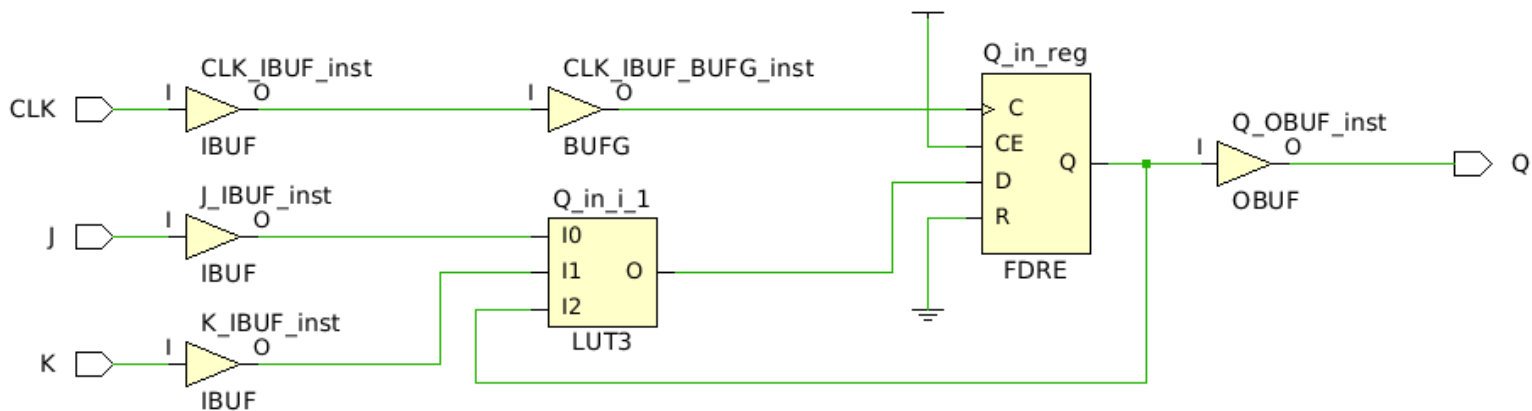 CLK
I
CLK_IBUF_inst
O
IBUF
I
CLK_IBUF_BUFG_inst
O
BUFG
Q_in_reg
C
CE
D
R
Q
FDRE
I
Q_OBUF_inst
O
OBUF
Q
J
I
J_IBUF_inst
O
IBUF
Q_in_i_1
I0
I1
I2
O
LUT3
K
I
K_IBUF_inst
O
IBUF